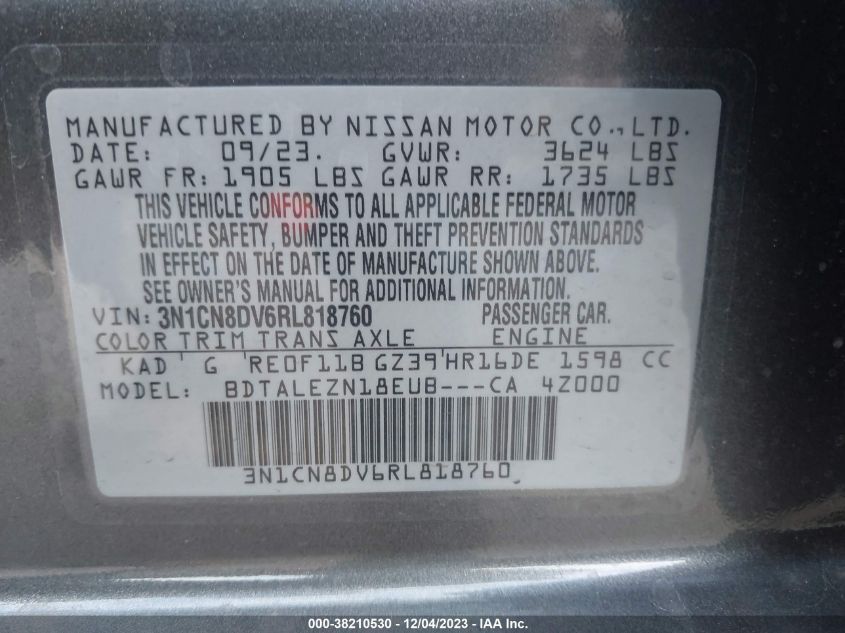 MANUFACTURED BY NISSAN MOTOR CO.,LTD.
DATE: 09/23. GVWR: 3624 LBS
GAWR FR: 1905 LBS GAWR RR: 1735 LBS
THIS VEHICLE CONFORMS TO ALL APPLICABLE FEDERAL MOTOR
VEHICLE SAFETY, BUMPER AND THEFT PREVENTION STANDARDS
IN EFFECT ON THE DATE OF MANUFACTURE SHOWN ABOVE.
SEE OWNER'S MANUAL FOR ADDITIONAL INFORMATION.
VIN: 3N1CN8DV6RL818760 PASSENGER CAR.
COLOR TRIM TRANS AXLE ENGINE
KAD G RE0F11B GZ39 HR16DE 1598 CC
MODEL: BDTALEZN18EUB---CA 4Z000
3N1CN8DV6RL818760
000-38210530 - 12/04/2023 - IAA Inc.